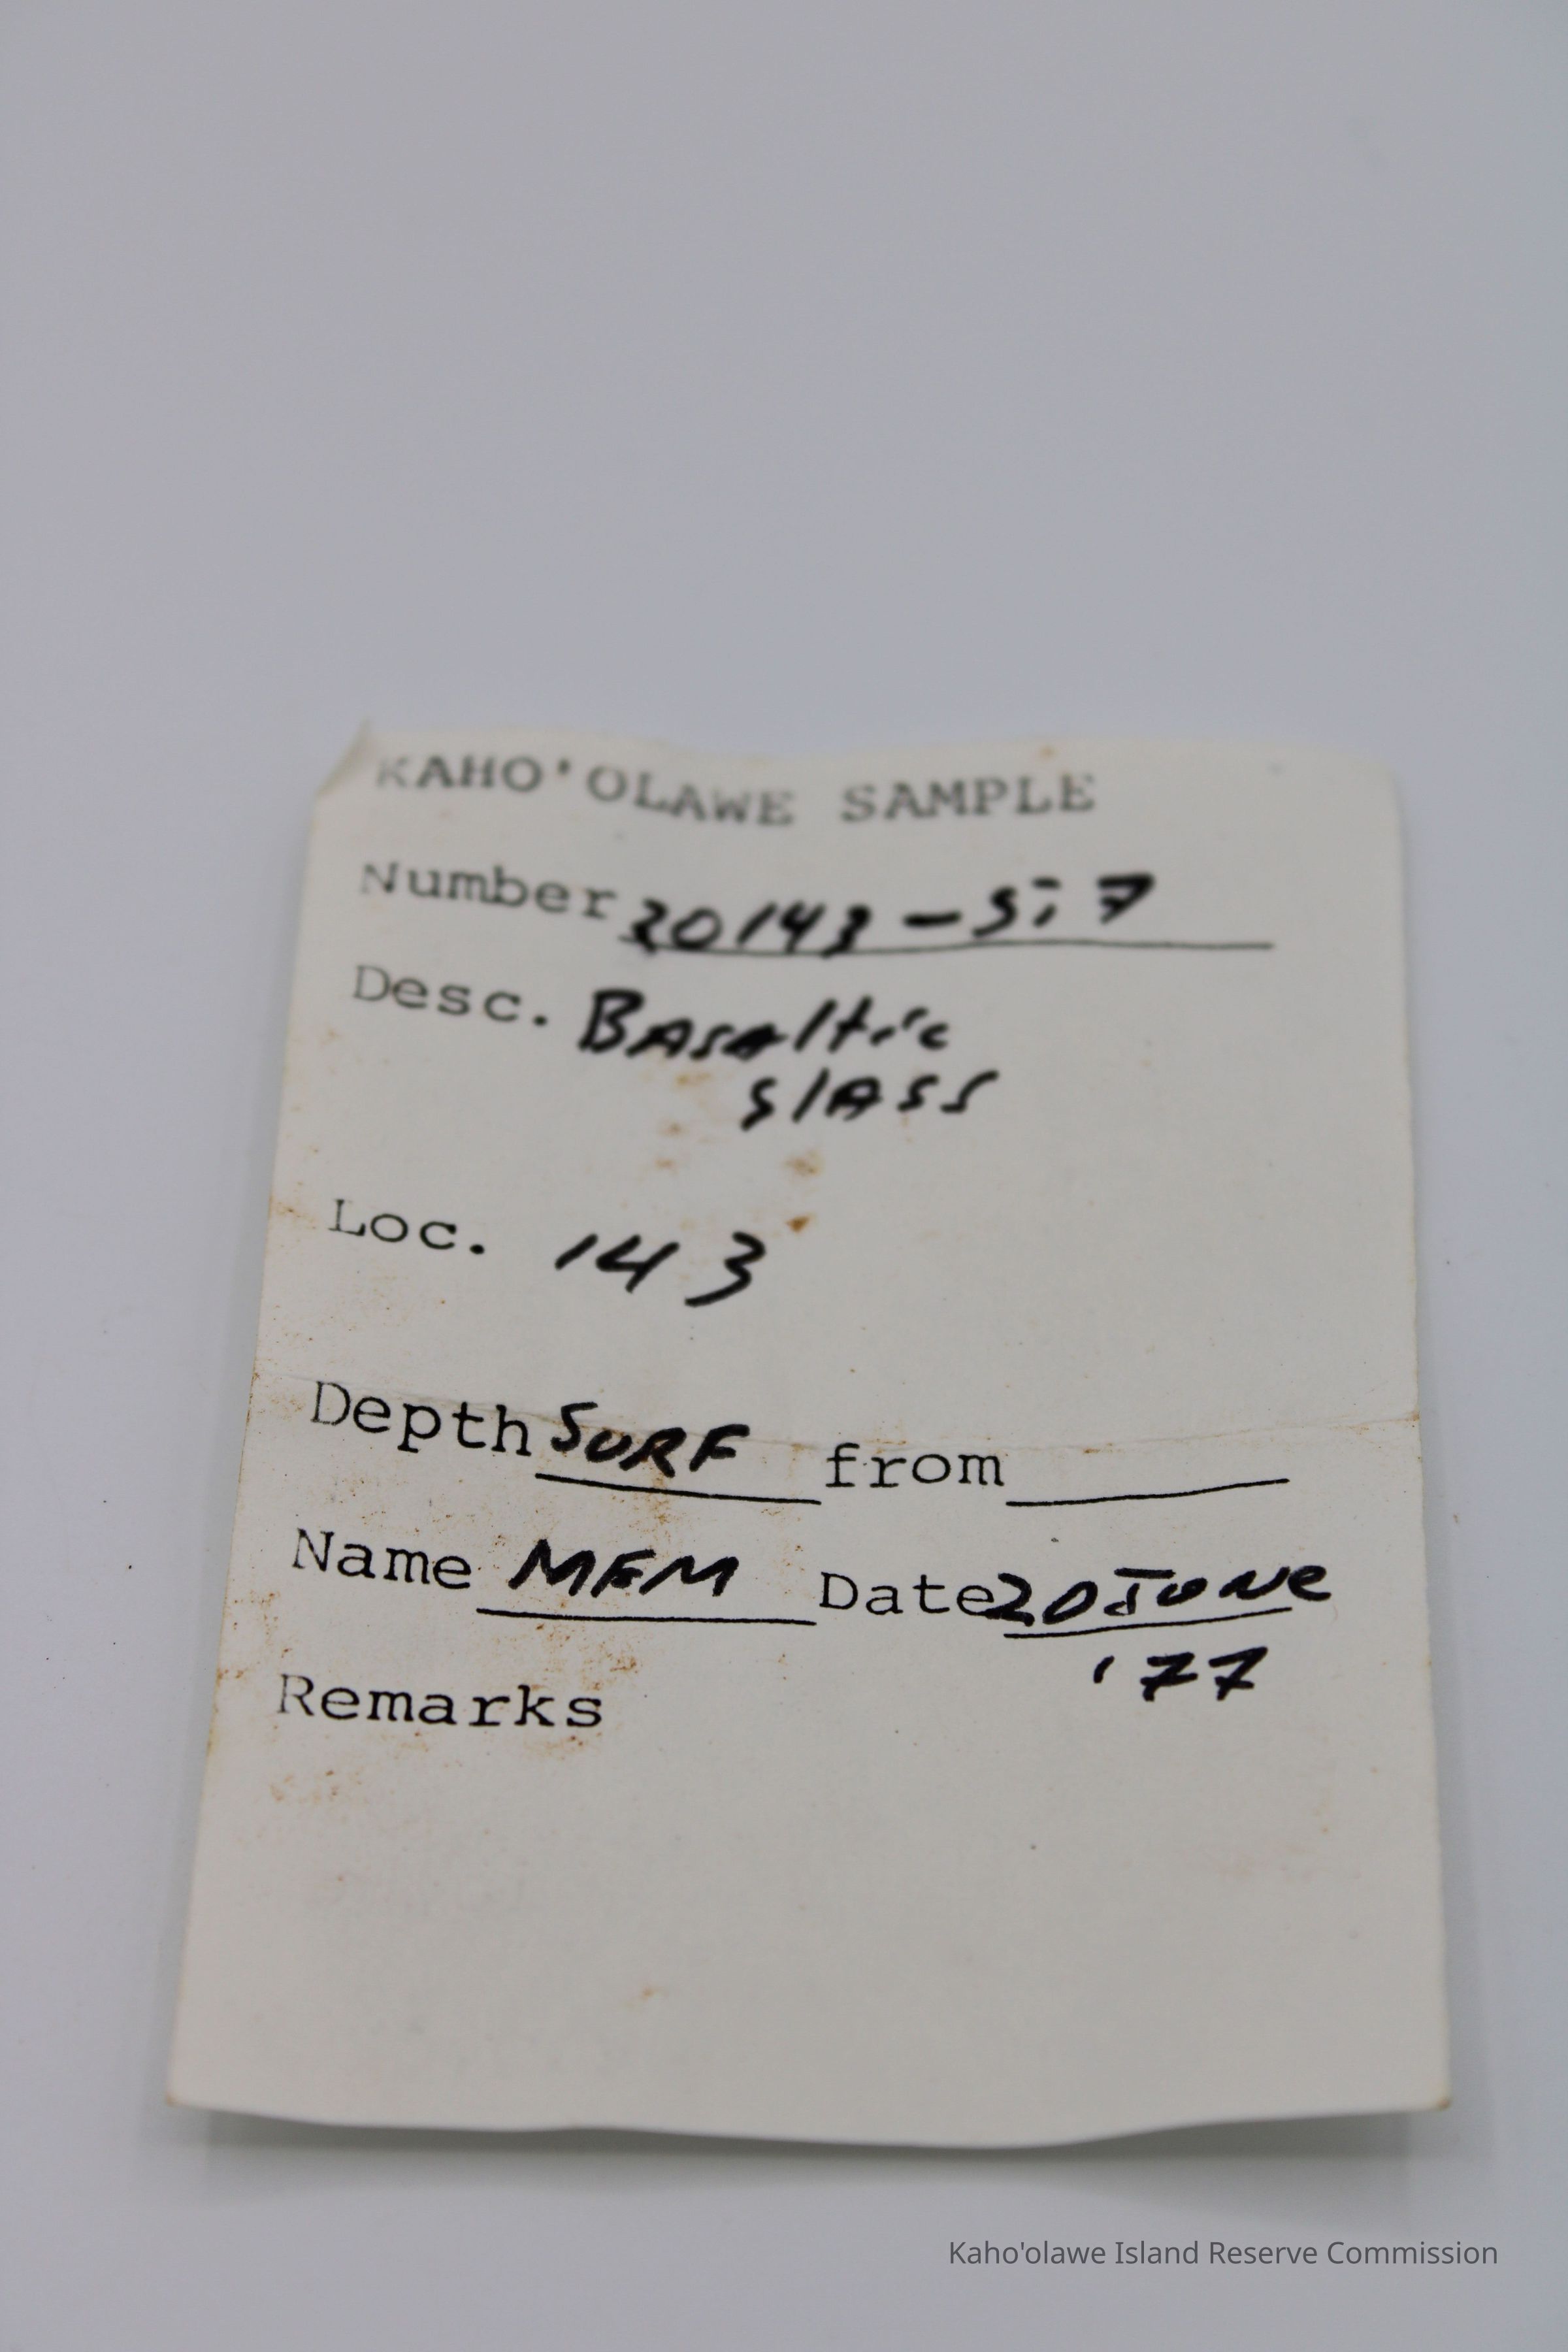 KAHO'OLAWE SAMPLE
Number 20143-Si7
Desc. Basaltic
glass
Loc. 143
Depth SURF from
Name MFM Date 20 JUNe
'77
Remarks
Kaho'olawe Island Reserve Commission